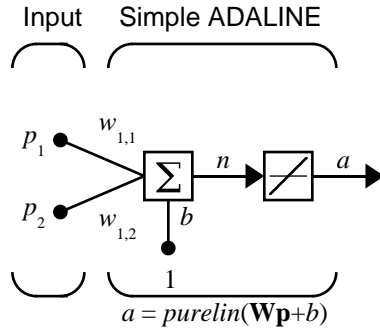 Input Simple ADALINE
p1 w1,1
n a
Σ
p2 w1,2 b
1
a = purelin(Wp+b)